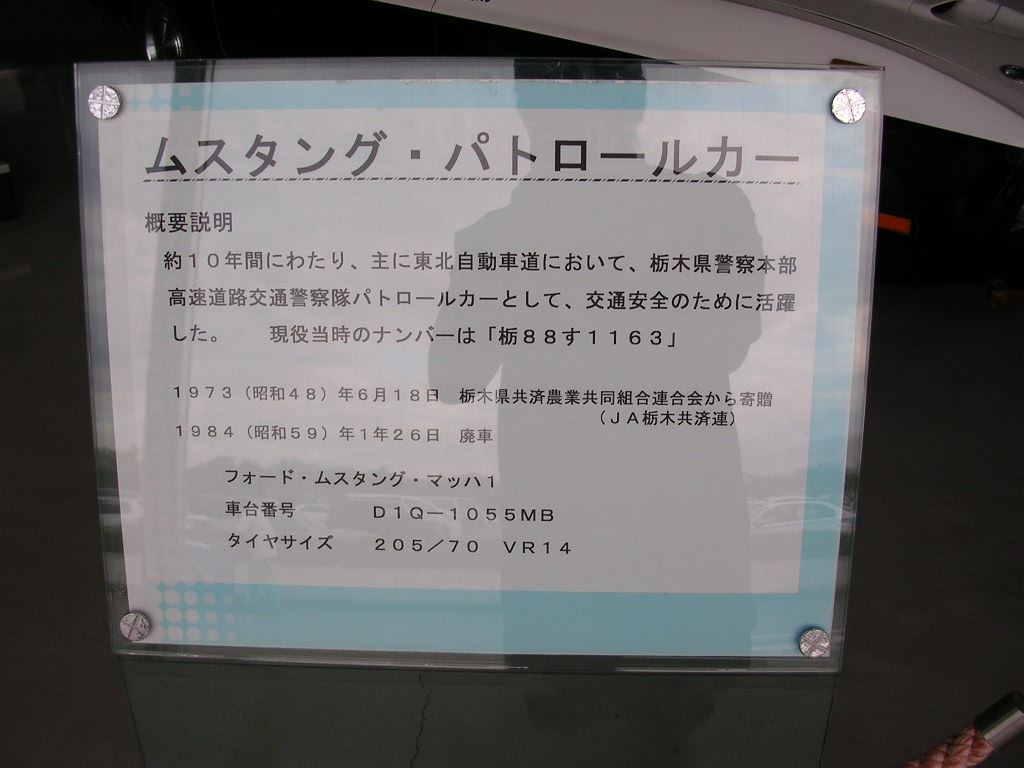 ムスタング・パトロールカー
概要説明
約10年間にわたり、主に東北自動車道において、栃木県警察本部
高速道路交通警察隊パトロールカーとして、交通安全のために活躍
した。 現役当時のナンバーは「栃88す1163」
1973(昭和48)年6月18日 栃木県共済農業共同組合連合会から寄贈
(JA栃木共済連)
1984(昭和59)年1年26日 廃車
フォード・ムスタング・マッハ1
車台番号 D1Q-1055MB
タイヤサイズ 205/70 VR14